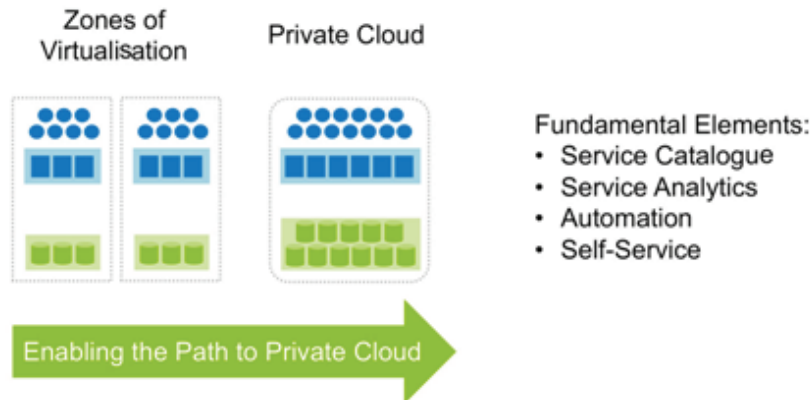 Zones of
Virtualisation
Private Cloud
Fundamental Elements:
• Service Catalogue
• Service Analytics
• Automation
• Self-Service
Enabling the Path to Private Cloud